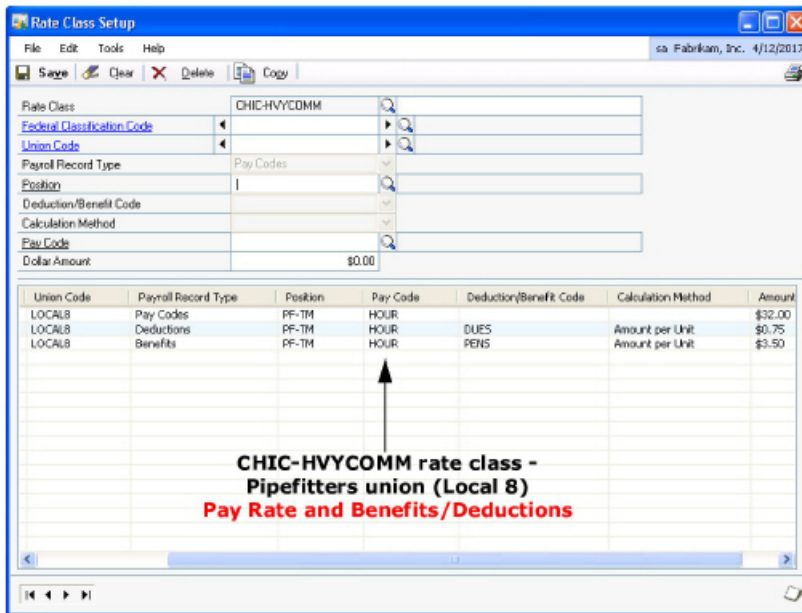 Rate Class Setup
File Edit Tools Help sa Fabrikam, Inc. 4/12/2017
Save Clear Delete Copy
Rate Class CHIC-HVYCOMM
Federal Classification Code
Union Code
Payroll Record Type Pay Codes
Position
Deduction/Benefit Code
Calculation Method
Pay Code
Dollar Amount $0.00
Union Code Payroll Record Type Position Pay Code Deduction/Benefit Code Calculation Method Amount
LOCAL8 Pay Codes PF-TM HOUR $32.00
LOCAL8 Deductions PF-TM HOUR DUES Amount per Unit $0.75
LOCAL8 Benefits PF-TM HOUR PENS Amount per Unit $3.50
CHIC-HVYCOMM rate class -
Pipefitters union (Local 8)
Pay Rate and Benefits/Deductions